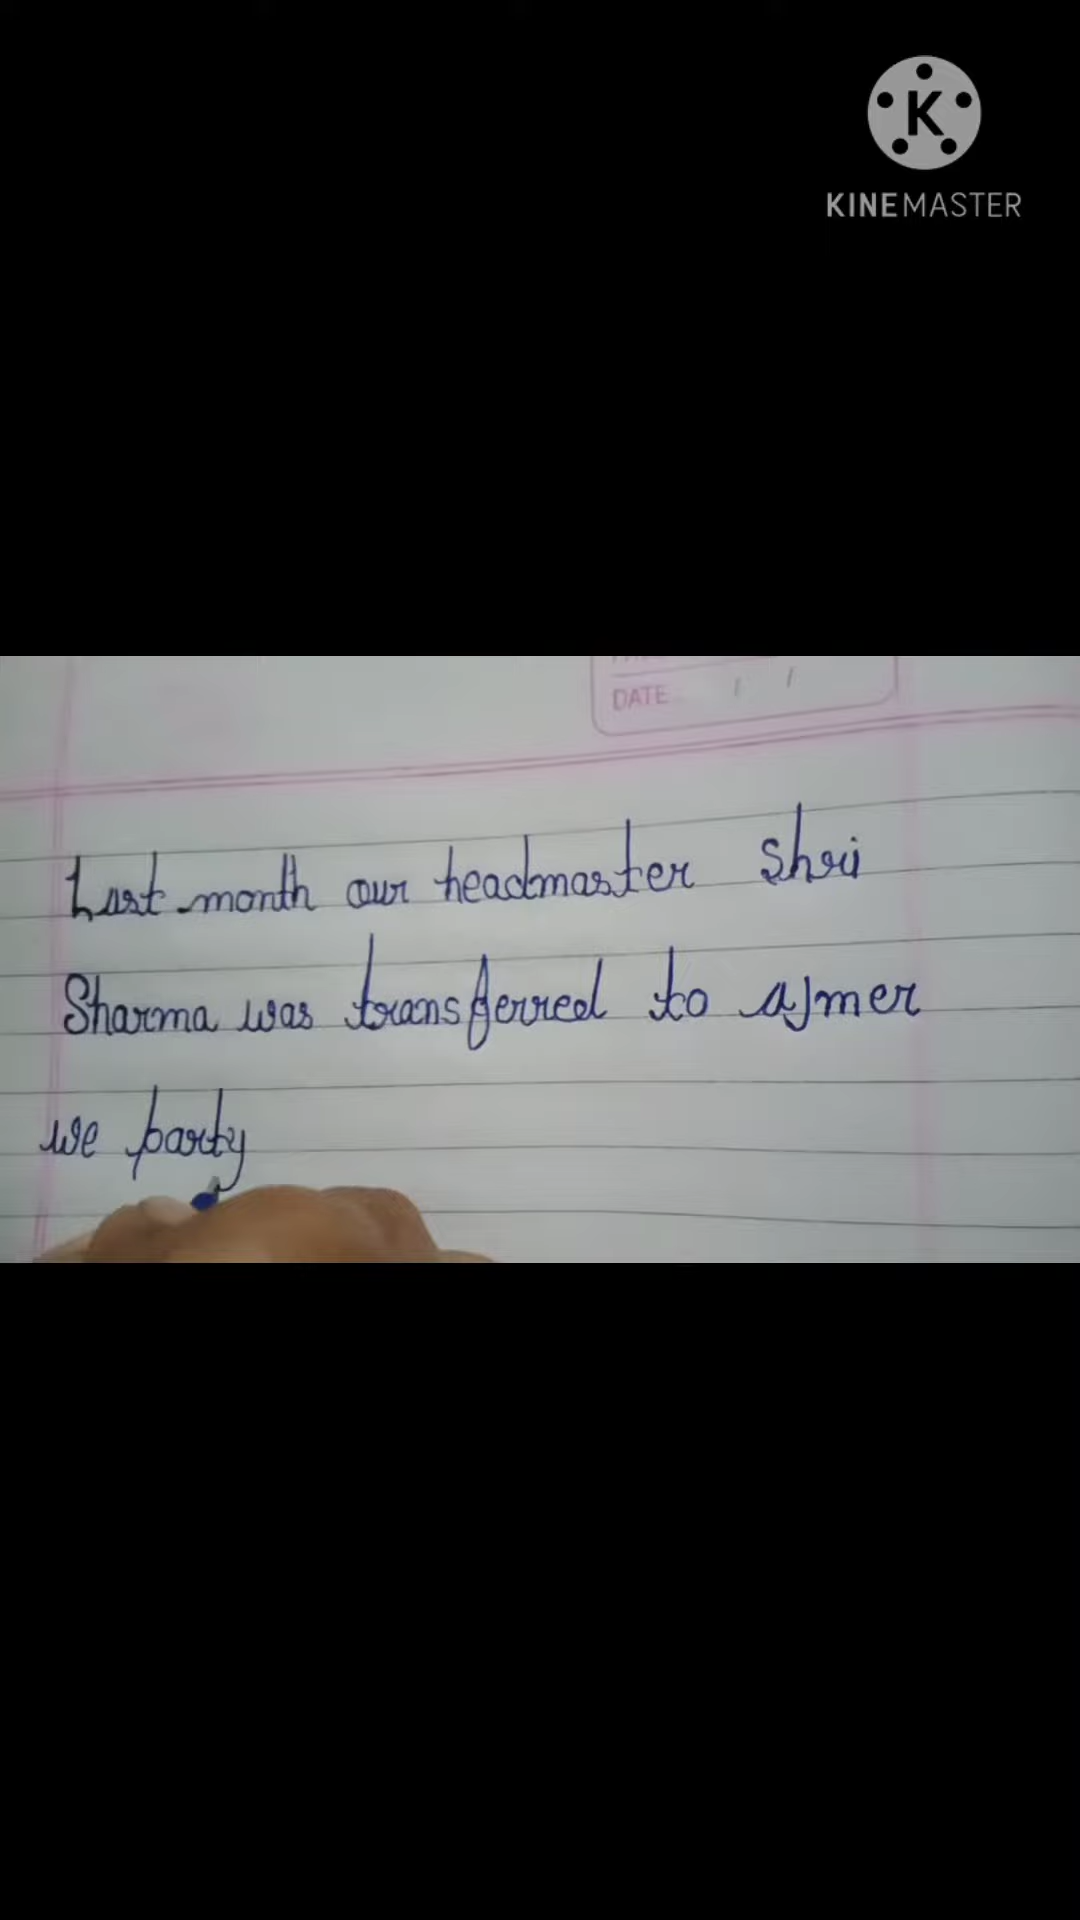 K
KINEMASTER
DATE / /
Last month our headmaster shri
Sharma was transferred to ajmer
we party